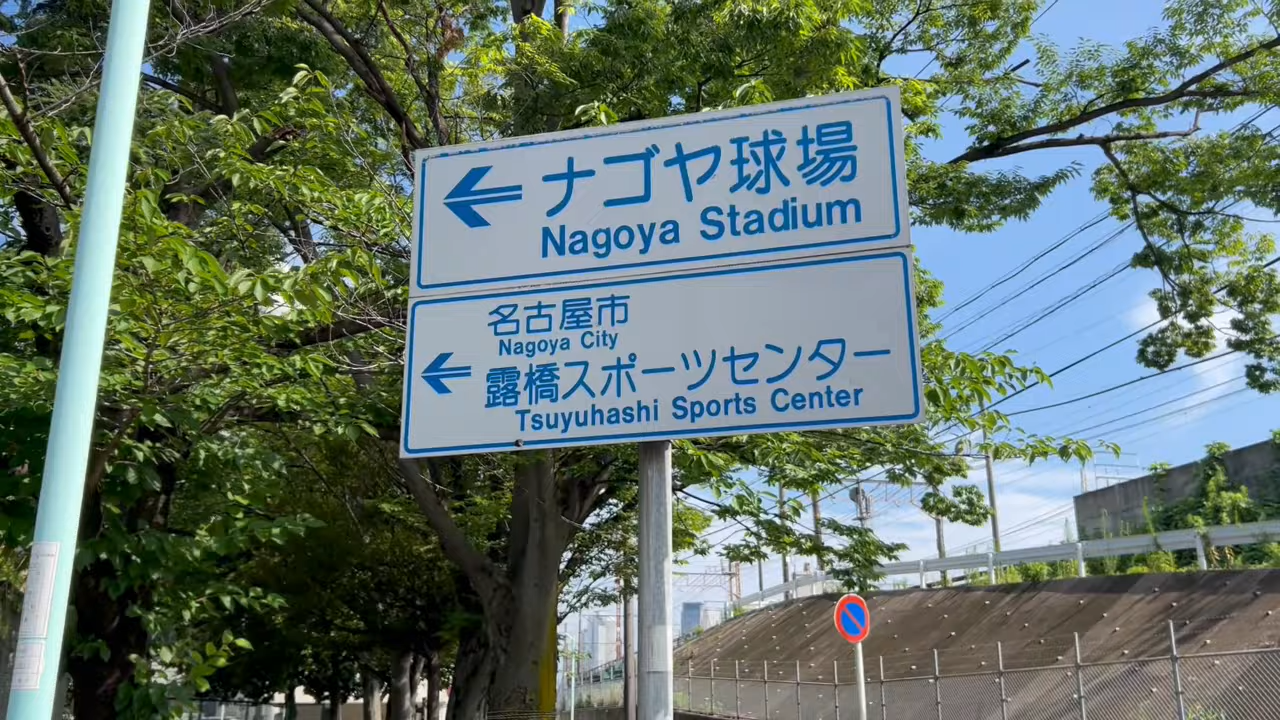 ナゴヤ球場
Nagoya Stadium
名古屋市
Nagoya City
露橋スポーツセンター
Tsuyuhashi Sports Center